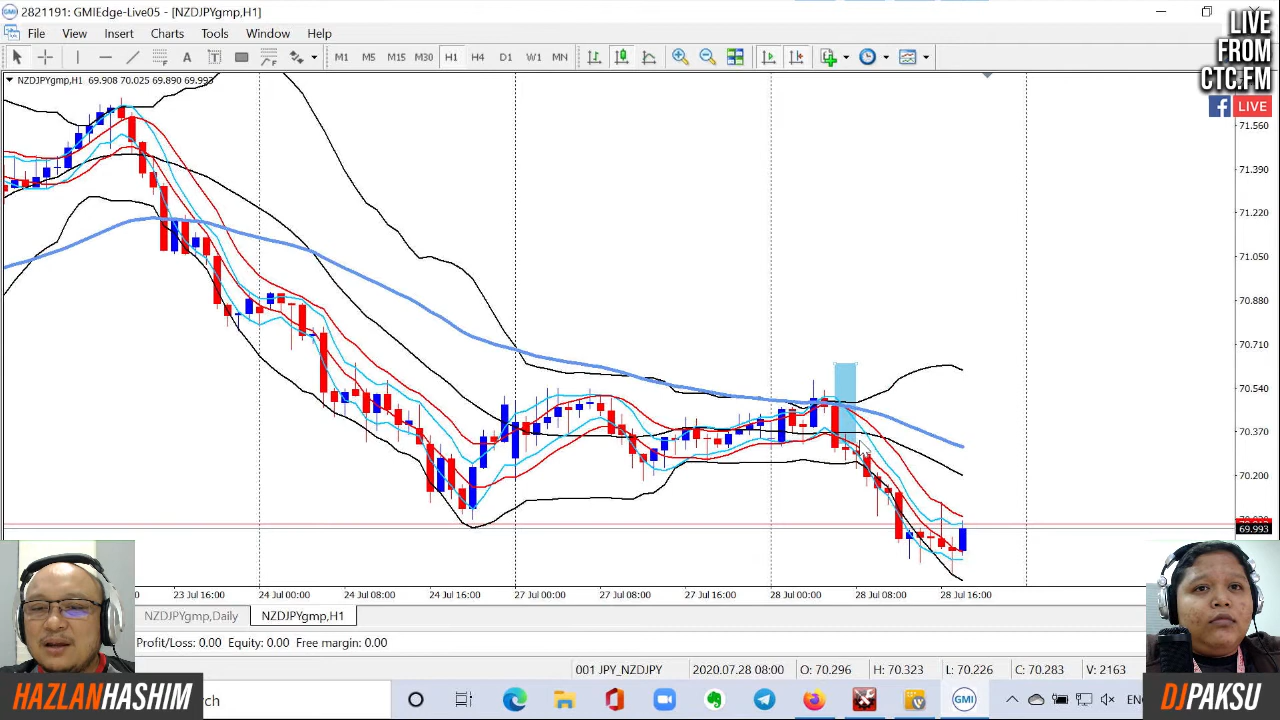 2821191: GMIEdge-Live05 - [NZDJPYgmp,H1]
LIVE
FROM
CTC.FM
LIVE
File View Insert Charts Tools Window Help
M1 M5 M15 M30 H1 H4 D1 W1 MN
NZDJPYgmp,H1 69.908 70.025 69.890 69.993
71.560
71.390
71.220
71.050
70.880
70.710
70.540
70.370
70.200
69.993
23 Jul 16:00 24 Jul 00:00 24 Jul 08:00 24 Jul 16:00 27 Jul 00:00 27 Jul 08:00 27 Jul 16:00 28 Jul 00:00 28 Jul 08:00 28 Jul 16:00
NZDJPYgmp,Daily NZDJPYgmp,H1
Profit/Loss: 0.00 Equity: 0.00 Free margin: 0.00
001 JPY_NZDJPY 2020.07.28 08:00 O: 70.296 H: 70.323 L: 70.226 C: 70.283 V: 2163
HAZLANHASHIM
rch
GMI
DJPAKSU